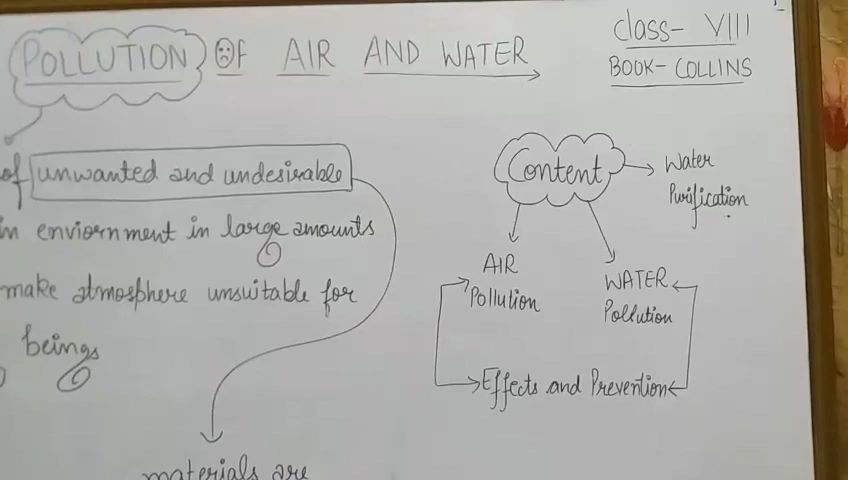 POLLUTION OF AIR AND WATER
class- VIII
BOOK- COLLINS
of unwanted and undesirable
in enviornment in large amounts
make atmosphere unsuitable for
beings
materials are
Content
Water
Purification
AIR
Pollution
WATER
Pollution
Effects and Prevention